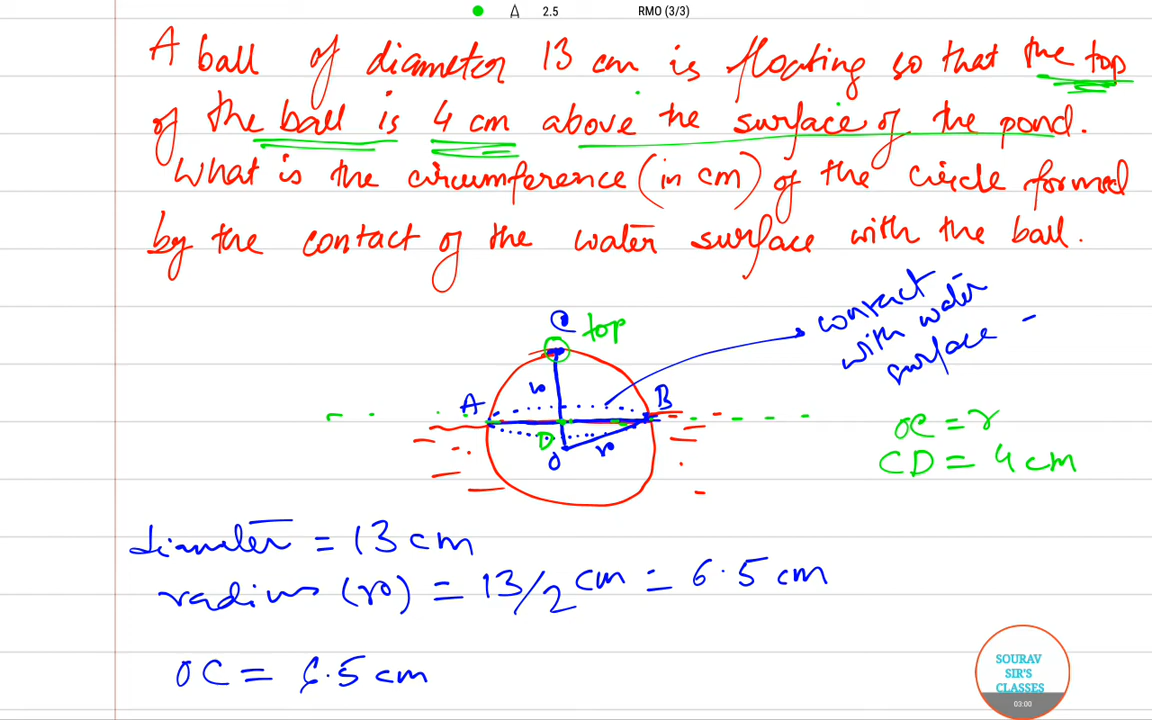 A 2.5 RMO (3/3)
A ball of diameter 13 cm is floating so that the top
of the ball is 4 cm above the surface of the pond.
What is the circumference (in cm) of the circle formed
by the contact of the water surface with the ball.
C top
contact
with water
surface
r
A B
D
O r
OC = r
CD = 4 cm
diameter = 13 cm
radius (r) = 13/2 cm = 6.5 cm
OC = 6.5 cm
SOURAV
SIR'S
CLASSES
03:00